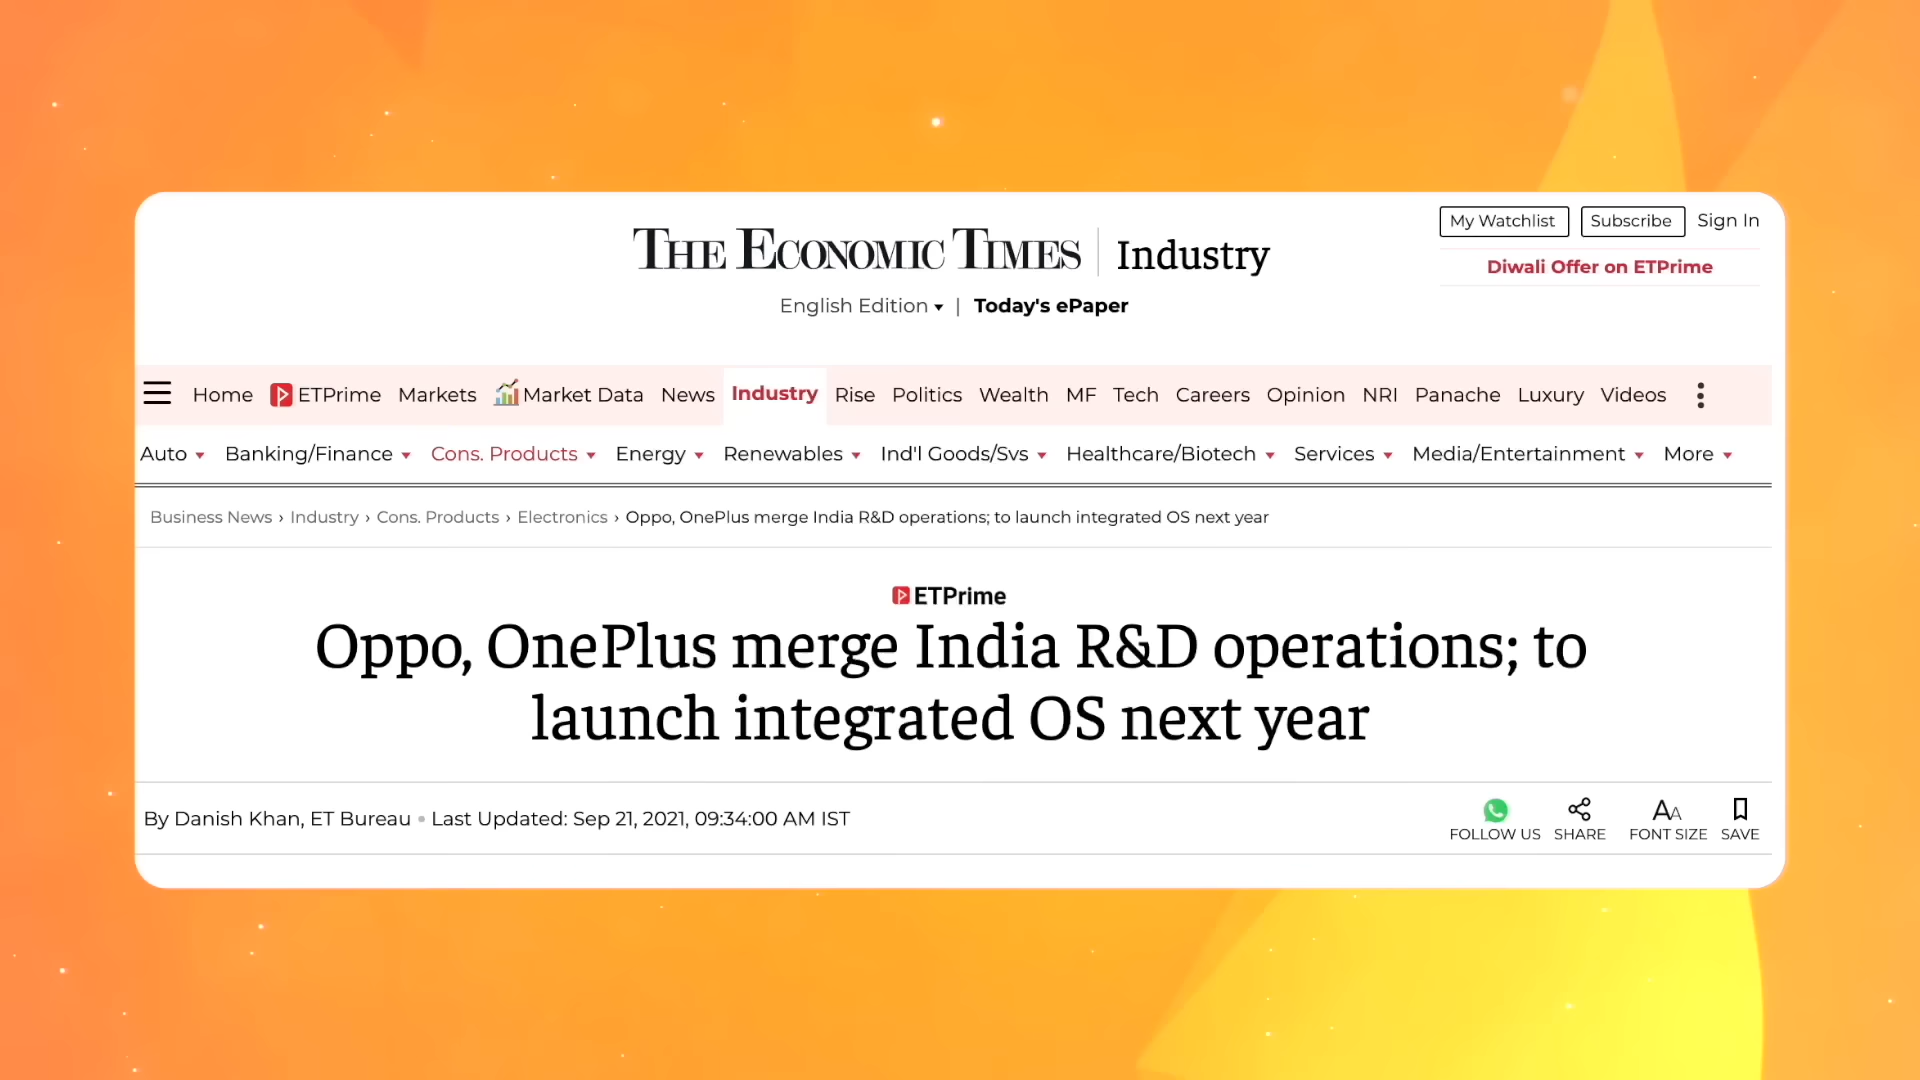 My Watchlist Subscribe Sign In
THE ECONOMIC TIMES | Industry
Diwali Offer on ETPrime
English Edition | Today's ePaper
Home ETPrime Markets Market Data News Industry Rise Politics Wealth MF Tech Careers Opinion NRI Panache Luxury Videos
Auto Banking/Finance Cons. Products Energy Renewables Ind'l Goods/Svs Healthcare/Biotech Services Media/Entertainment More
Business News › Industry › Cons. Products › Electronics › Oppo, OnePlus merge India R&D operations; to launch integrated OS next year
ETPrime
Oppo, OnePlus merge India R&D operations; to
launch integrated OS next year
By Danish Khan, ET Bureau • Last Updated: Sep 21, 2021, 09:34:00 AM IST
FOLLOW US SHARE FONT SIZE SAVE